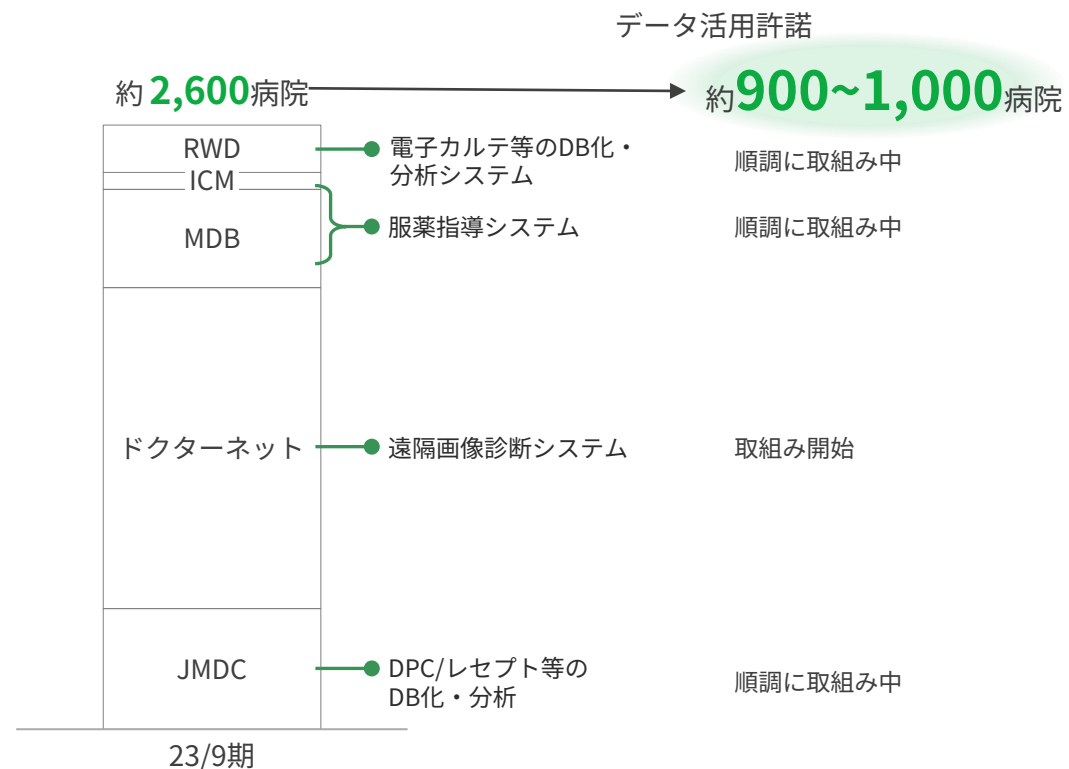 データ活用許諾
約 2,600病院
約900~1,000病院
RWD
電子カルテ等のDB化・
分析システム
順調に取組み中
ICM
MDB
服薬指導システム
順調に取組み中
ドクターネット
遠隔画像診断システム
取組み開始
JMDC
DPC/レセプト等の
DB化・分析
順調に取組み中
23/9期